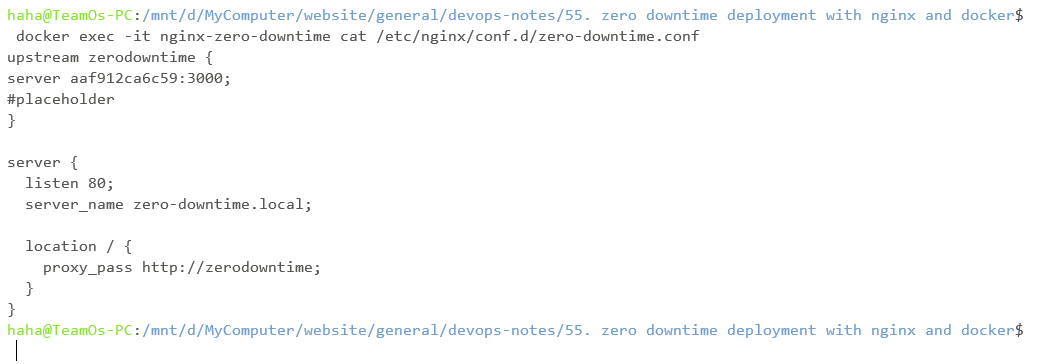 haha@TeamOs-PC:/mnt/d/MyComputer/website/general/devops-notes/55. zero downtime deployment with nginx and docker$
 docker exec -it nginx-zero-downtime cat /etc/nginx/conf.d/zero-downtime.conf
upstream zerodowntime {
server aaf912ca6c59:3000;
#placeholder
}

server {
  listen 80;
  server_name zero-downtime.local;

  location / {
    proxy_pass http://zerodowntime;
  }
}
haha@TeamOs-PC:/mnt/d/MyComputer/website/general/devops-notes/55. zero downtime deployment with nginx and docker$